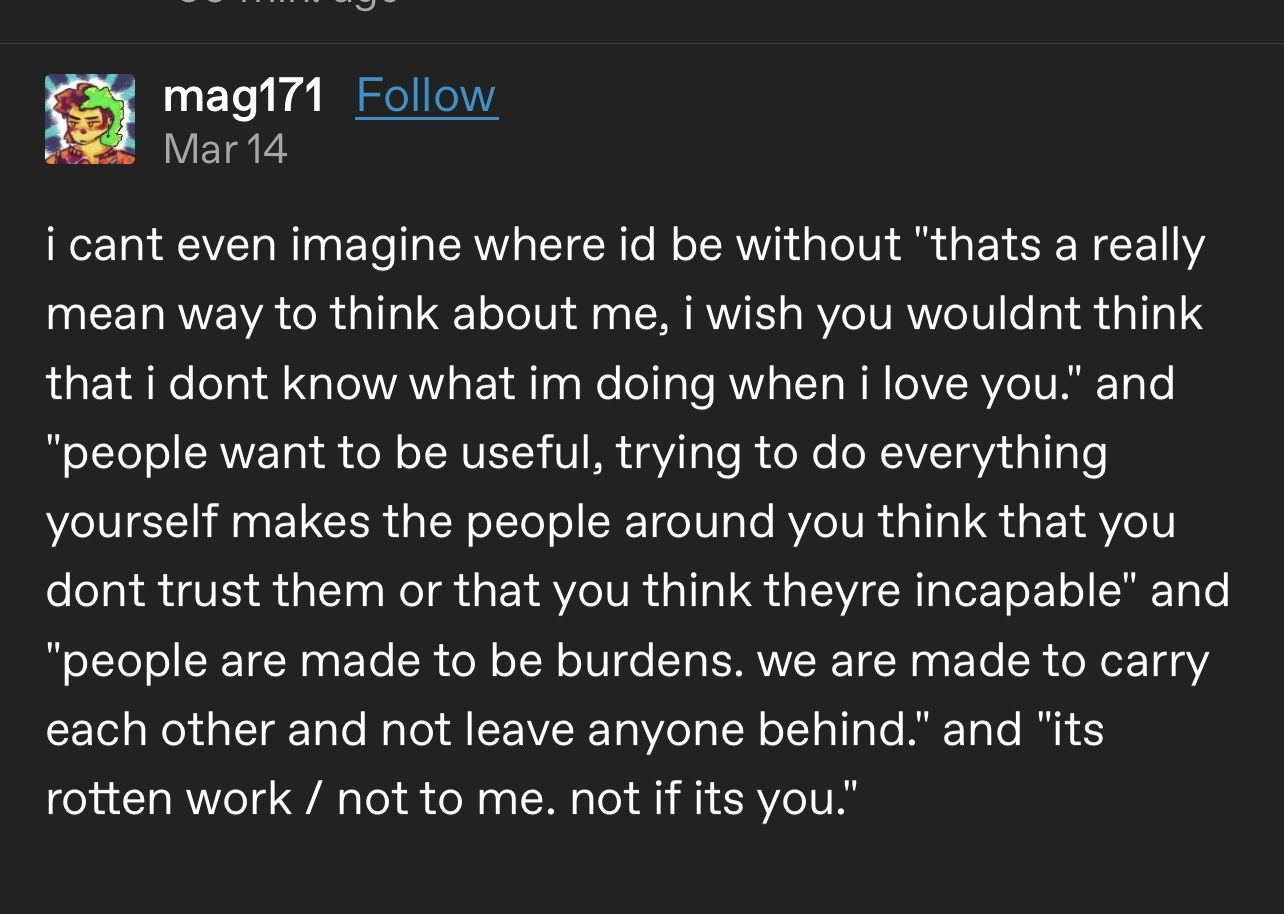 mag171 Follow
Mar 14
i cant even imagine where id be without "thats a really
mean way to think about me, i wish you wouldnt think
that i dont know what im doing when i love you." and
"people want to be useful, trying to do everything
yourself makes the people around you think that you
dont trust them or that you think theyre incapable" and
"people are made to be burdens. we are made to carry
each other and not leave anyone behind." and "its
rotten work / not to me. not if its you."